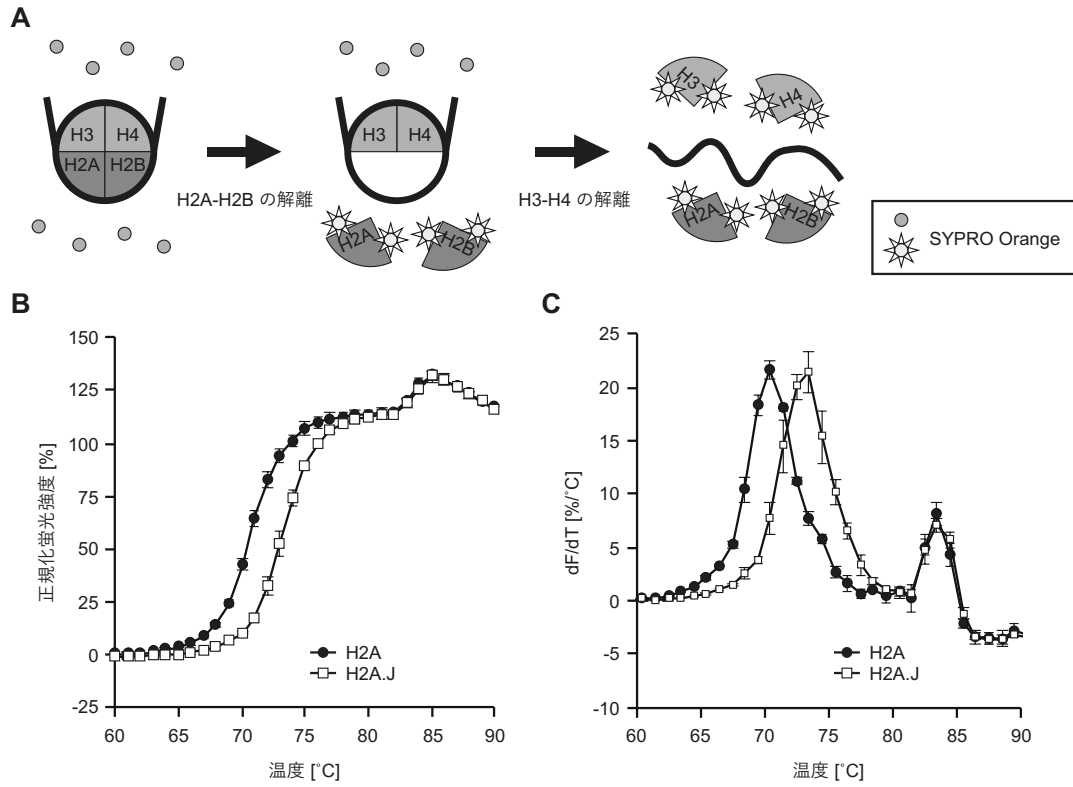 A
H3 H4
H2A H2B
H2A-H2B の解離
H3 H4
H2A H2B
H3-H4 の解離
H3 H4
H2A H2B
SYPRO Orange
B
正規化蛍光強度 [%]
150
125
100
75
50
25
0
-25
60 65 70 75 80 85 90
温度 [˚C]
H2A
H2A.J
C
dF/dT [%/˚C]
25
20
15
10
5
0
-5
-10
60 65 70 75 80 85 90
温度 [˚C]
H2A
H2A.J